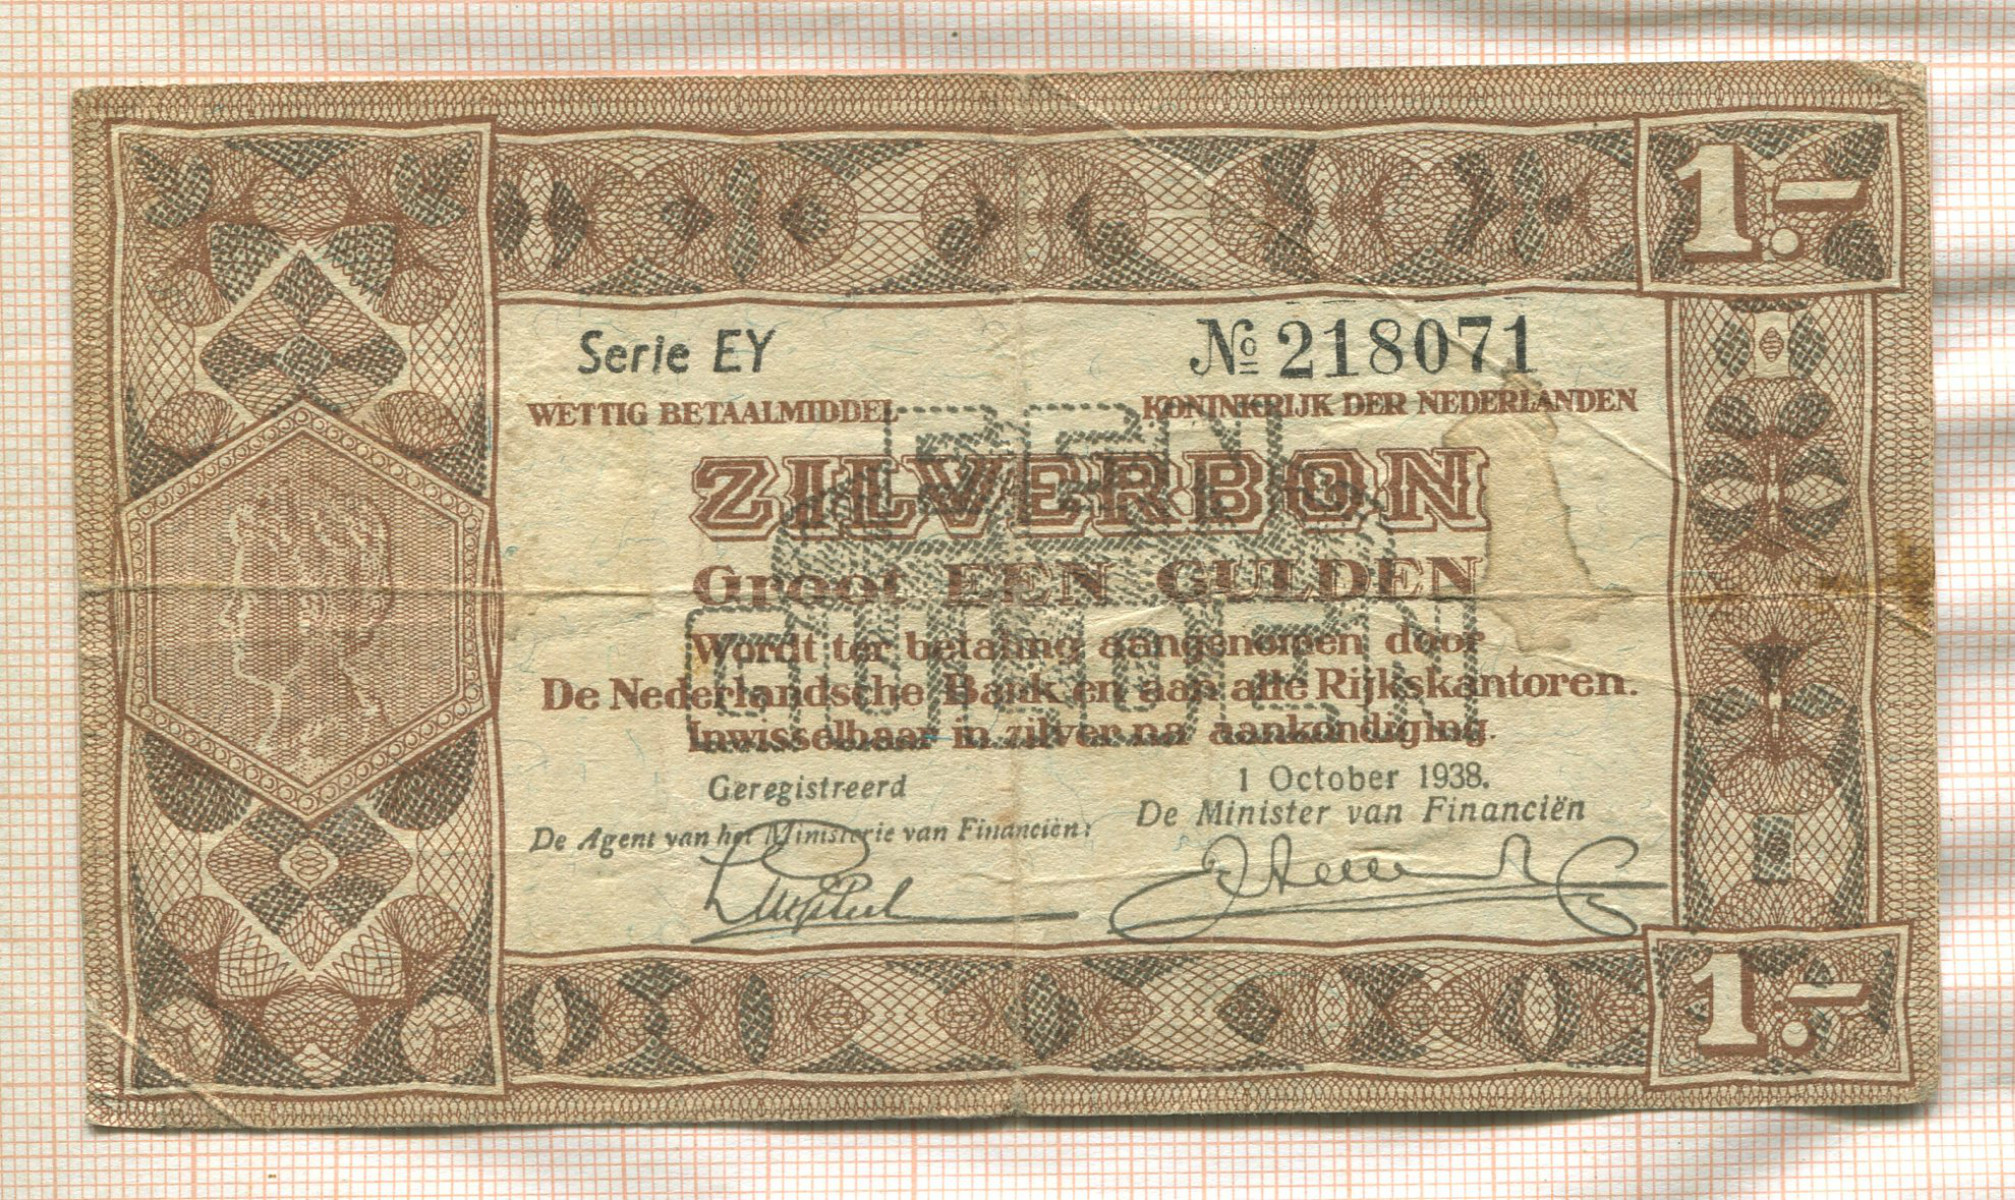 1.-
Serie EY
№ 218071
WETTIG BETAALMIDDEL
KONINKRIJK DER NEDERLANDEN
EEN
GULDEN
ZILVERBON
Groot EEN GULDEN
Wordt ter betaling aangenomen door
De Nederlandsche Bank en aan alle Rijkskantoren.
Inwisselbaar in zilver na aankondiging.
Geregistreerd
1 October 1938.
De Agent van het Ministerie van Financiën:
De Minister van Financiën
1.-